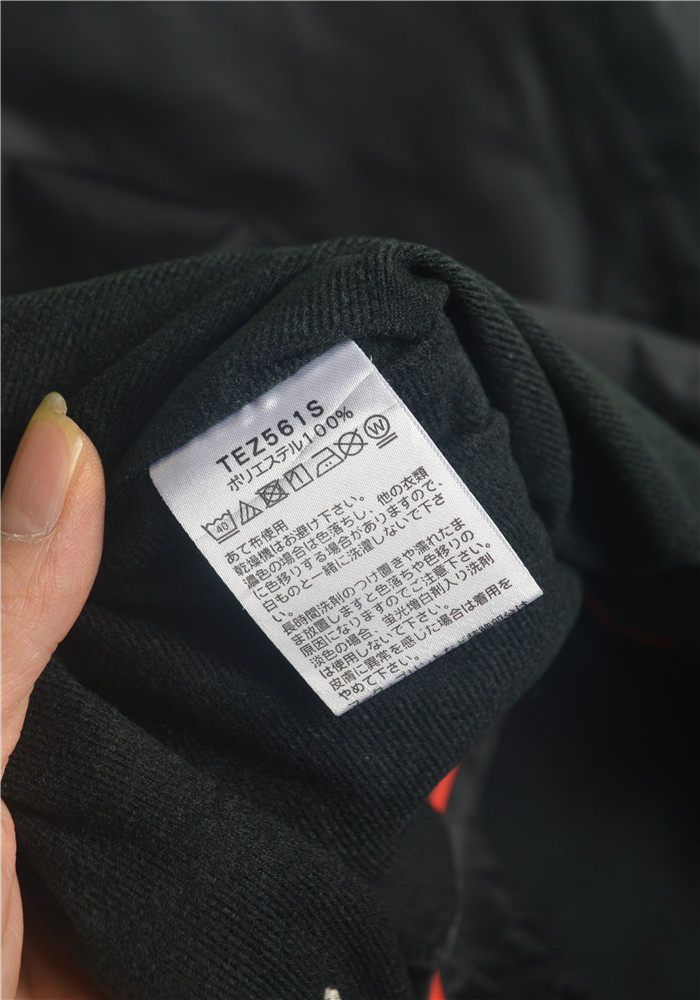 TEZ561S
ポリエステル100%
40 W
あて布使用
乾燥機はお避け下さい。
濃色の場合は色落ちし、他の衣類
に色移りする場合がありますので、
白ものと一緒に洗濯しないで下さ
い。
長時間洗剤のつけ置きや濡れたま
ま放置しますと色落ちや色移りの
原因になりますのでご注意下さい。
淡色の場合、蛍光増白剤入り洗剤
は使用しないで下さい。
皮膚に異常を感じた場合は着用を
やめて下さい。